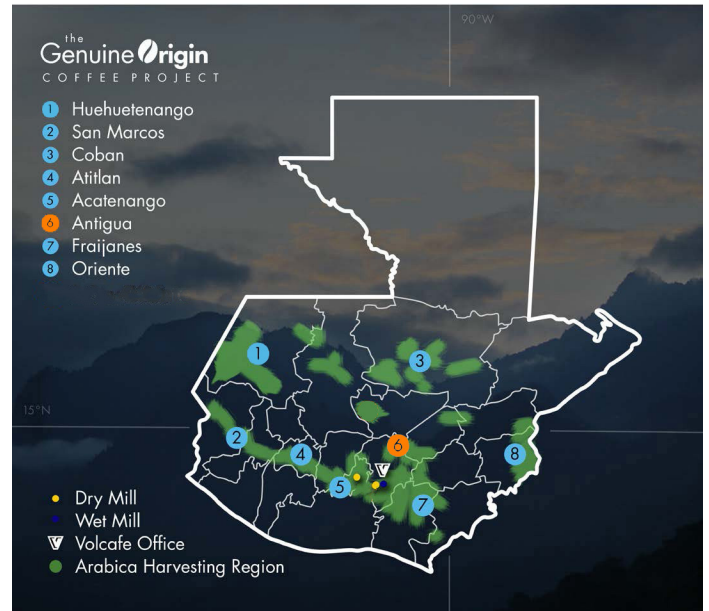 90°W
the
Genuine Origin
COFFEE PROJECT
1 Huehuetenango
2 San Marcos
3 Coban
4 Atitlan
5 Acatenango
6 Antigua
7 Fraijanes
8 Oriente
1
3
15°N
2
4
6
8
5
7
Dry Mill
Wet Mill
Volcafe Office
Arabica Harvesting Region